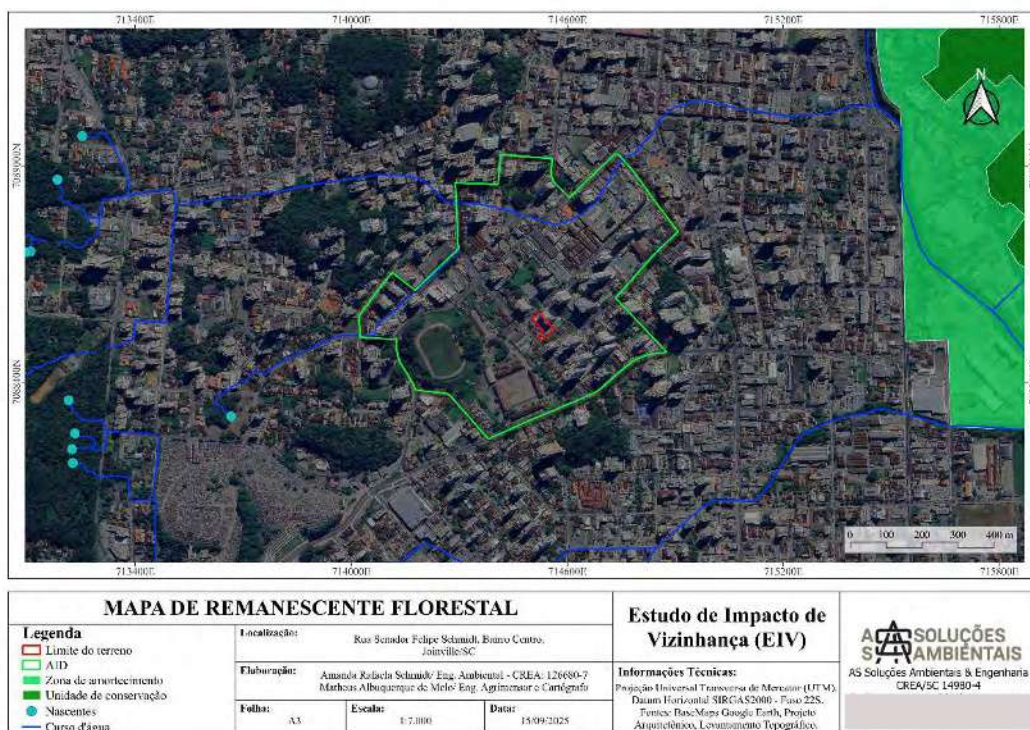 713400E 714000E 714600E 715200E 715800E
N
7088400N
0 100 200 300 400 m
713400E 714000E 714600E 715200E 715800E
MAPA DE REMANESCENTE FLORESTAL
Legenda
Limite do terreno
AID
Zona de amortecimento
Unidade de conservação
Nascentes
Curso d'água
Localização:
Rua Senador Felipe Schmidt, Bairro Centro.
Joinville/SC
Elaboração:
Amanda Rafaela Schmidt/ Eng. Ambiental - CREA: 126680-7
Matheus Albuquerque de Melo/ Eng. Agrimensor e Cartógrafo
Folha:
A3
Escala:
1:7.000
Data:
15/09/2025
Estudo de Impacto de
Vizinhança (EIV)
Informações Técnicas:
Projeção Universal Transversa de Mercator (UTM).
Datum Horizontal SIRGAS2000 - Fuso 22S.
Fontes: BaseMaps Google Earth, Projeto
Arquitetônico, Levantamento Topográfico.
AS SOLUÇÕES
AMBIENTAIS
AS Soluções Ambientais & Engenharia
CREA/SC 14980-4